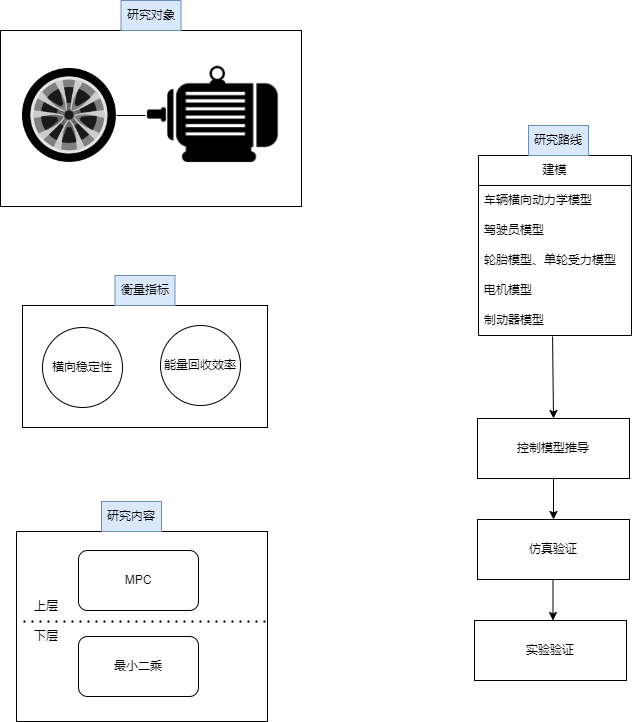 研究对象
衡量指标
横向稳定性
能量回收效率
研究内容
MPC
上层
下层
最小二乘
研究路线
建模
车辆横向动力学模型
驾驶员模型
轮胎模型、单轮受力模型
电机模型
制动器模型
控制模型推导
仿真验证
实验验证